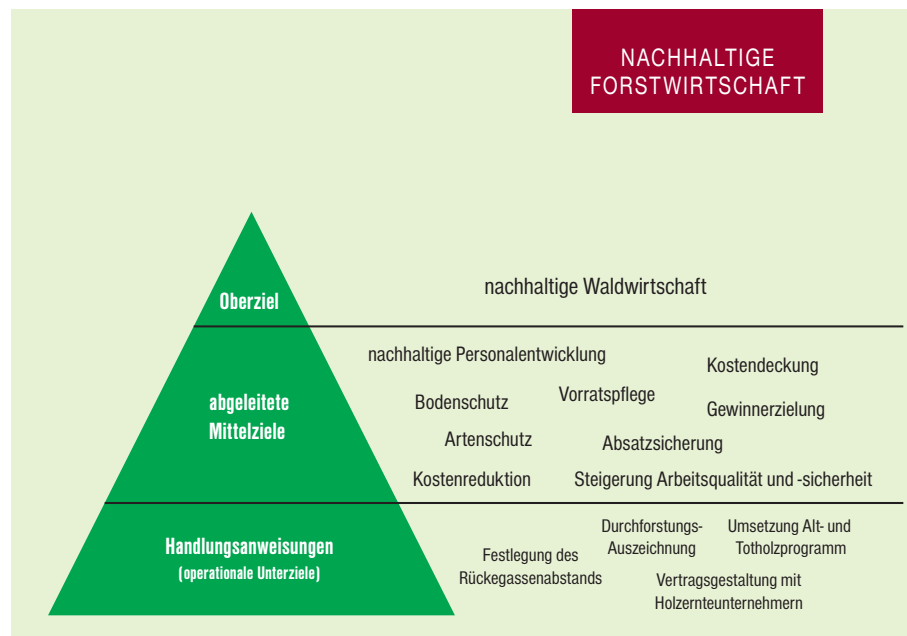 NACHHALTIGE
FORSTWIRTSCHAFT
Oberziel
nachhaltige Waldwirtschaft
abgeleitete
Mittelziele
nachhaltige Personalentwicklung
Kostendeckung
Bodenschutz
Vorratspflege
Gewinnerzielung
Artenschutz
Absatzsicherung
Kostenreduktion
Steigerung Arbeitsqualität und -sicherheit
Handlungsanweisungen
(operationale Unterziele)
Festlegung des
Rückegassenabstands
Durchforstungs-
Auszeichnung
Umsetzung Alt- und
Totholzprogramm
Vertragsgestaltung mit
Holzernteunternehmern